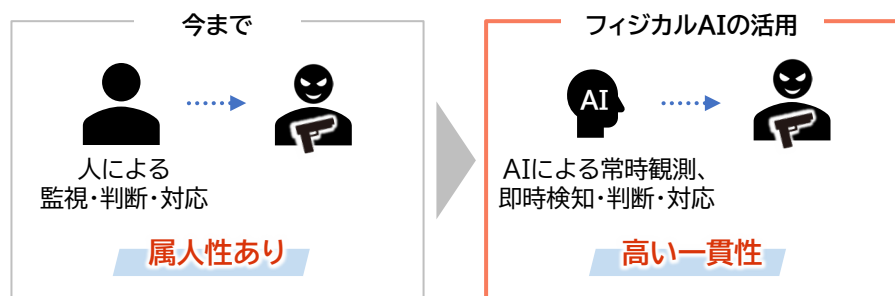 今まで
人による
監視・判断・対応
属人性あり
フィジカルAIの活用
AI
AIによる常時観測、
即時検知・判断・対応
高い一貫性